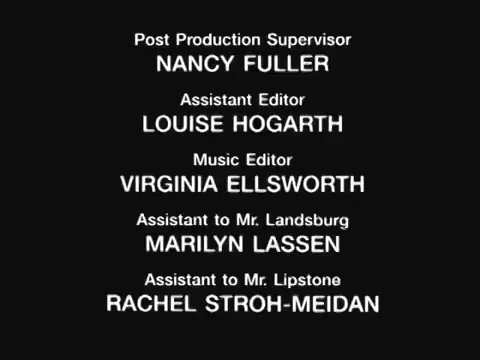 Post Production Supervisor
NANCY FULLER
Assistant Editor
LOUISE HOGARTH
Music Editor
VIRGINIA ELLSWORTH
Assistant to Mr. Landsburg
MARILYN LASSEN
Assistant to Mr. Lipstone
RACHEL STROH-MEIDAN